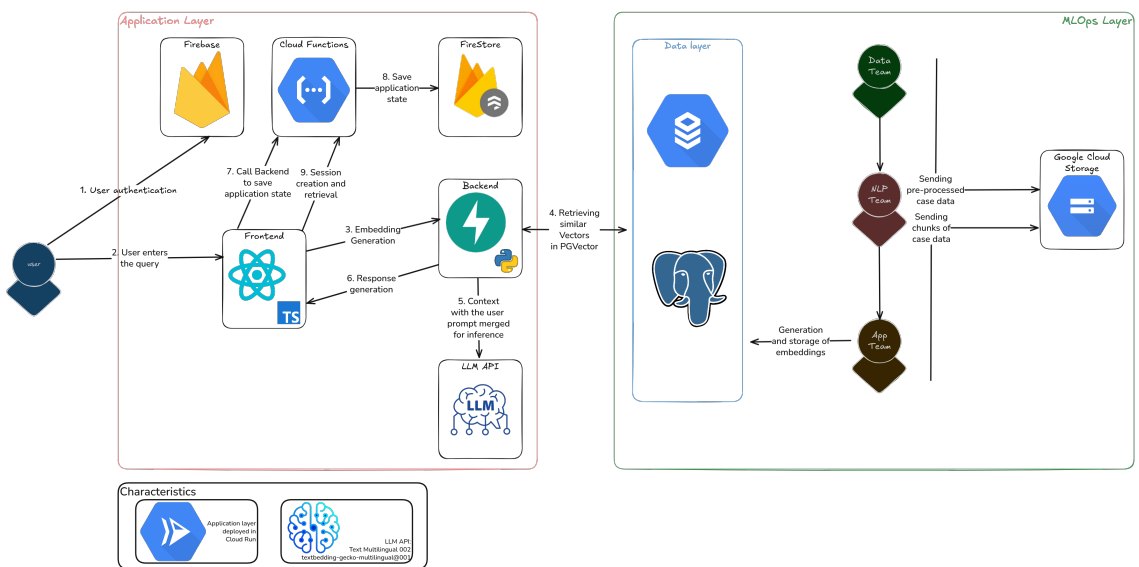 Application Layer
MLOps Layer
Firebase
Cloud Functions
FireStore
8. Save
application
state
Data layer
Data
Team
1. User authentication
7. Call Backend
to save
application state
9. Session
creation and
retrieval
Backend
4. Retrieving
similar
Vectors
in PGVector
NLP
Team
Sending
pre-processed
case data
Sending
chunks of
case data
Google Cloud
Storage
user
2. User enters
the query
Frontend
TS
3. Embedding
Generation
6. Response
generation
5. Context
with the user
prompt merged
for inference
Generation
and storage of
embeddings
App
Team
LLM API
LLM
Characteristics
Application layer
deployed in
Cloud Run
LLM API:
Text Multilingual 002
textbedding-gecko-multilingual@001